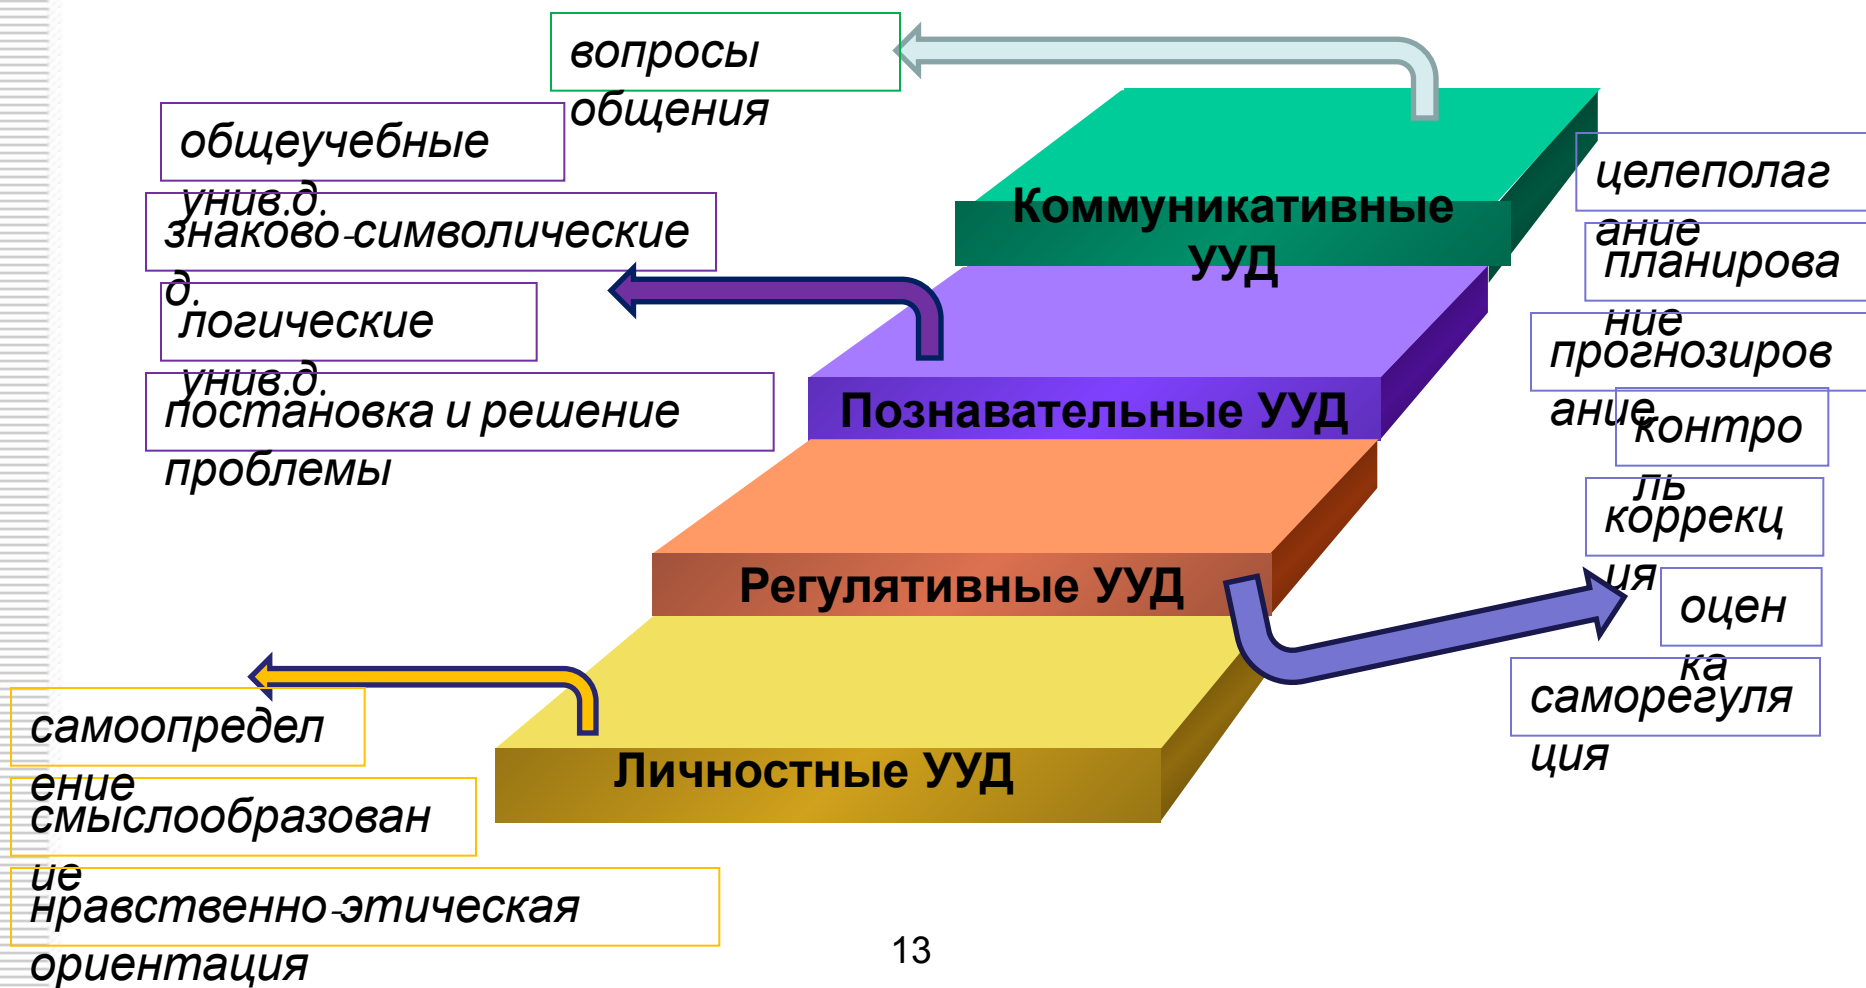 вопросы
общения
общеучебные
унив.д.
знаково-символические
д.
логические
унив.д.
постановка и решение
проблемы
Коммуникативные
УУД
Познавательные УУД
Регулятивные УУД
Личностные УУД
целеполаг
ание
планирова
ние
прогнозиров
ание
контро
ль
коррекц
ия
оцен
ка
саморегуля
ция
самоопредел
ение
смыслообразован
ие
нравственно-этическая
ориентация
13